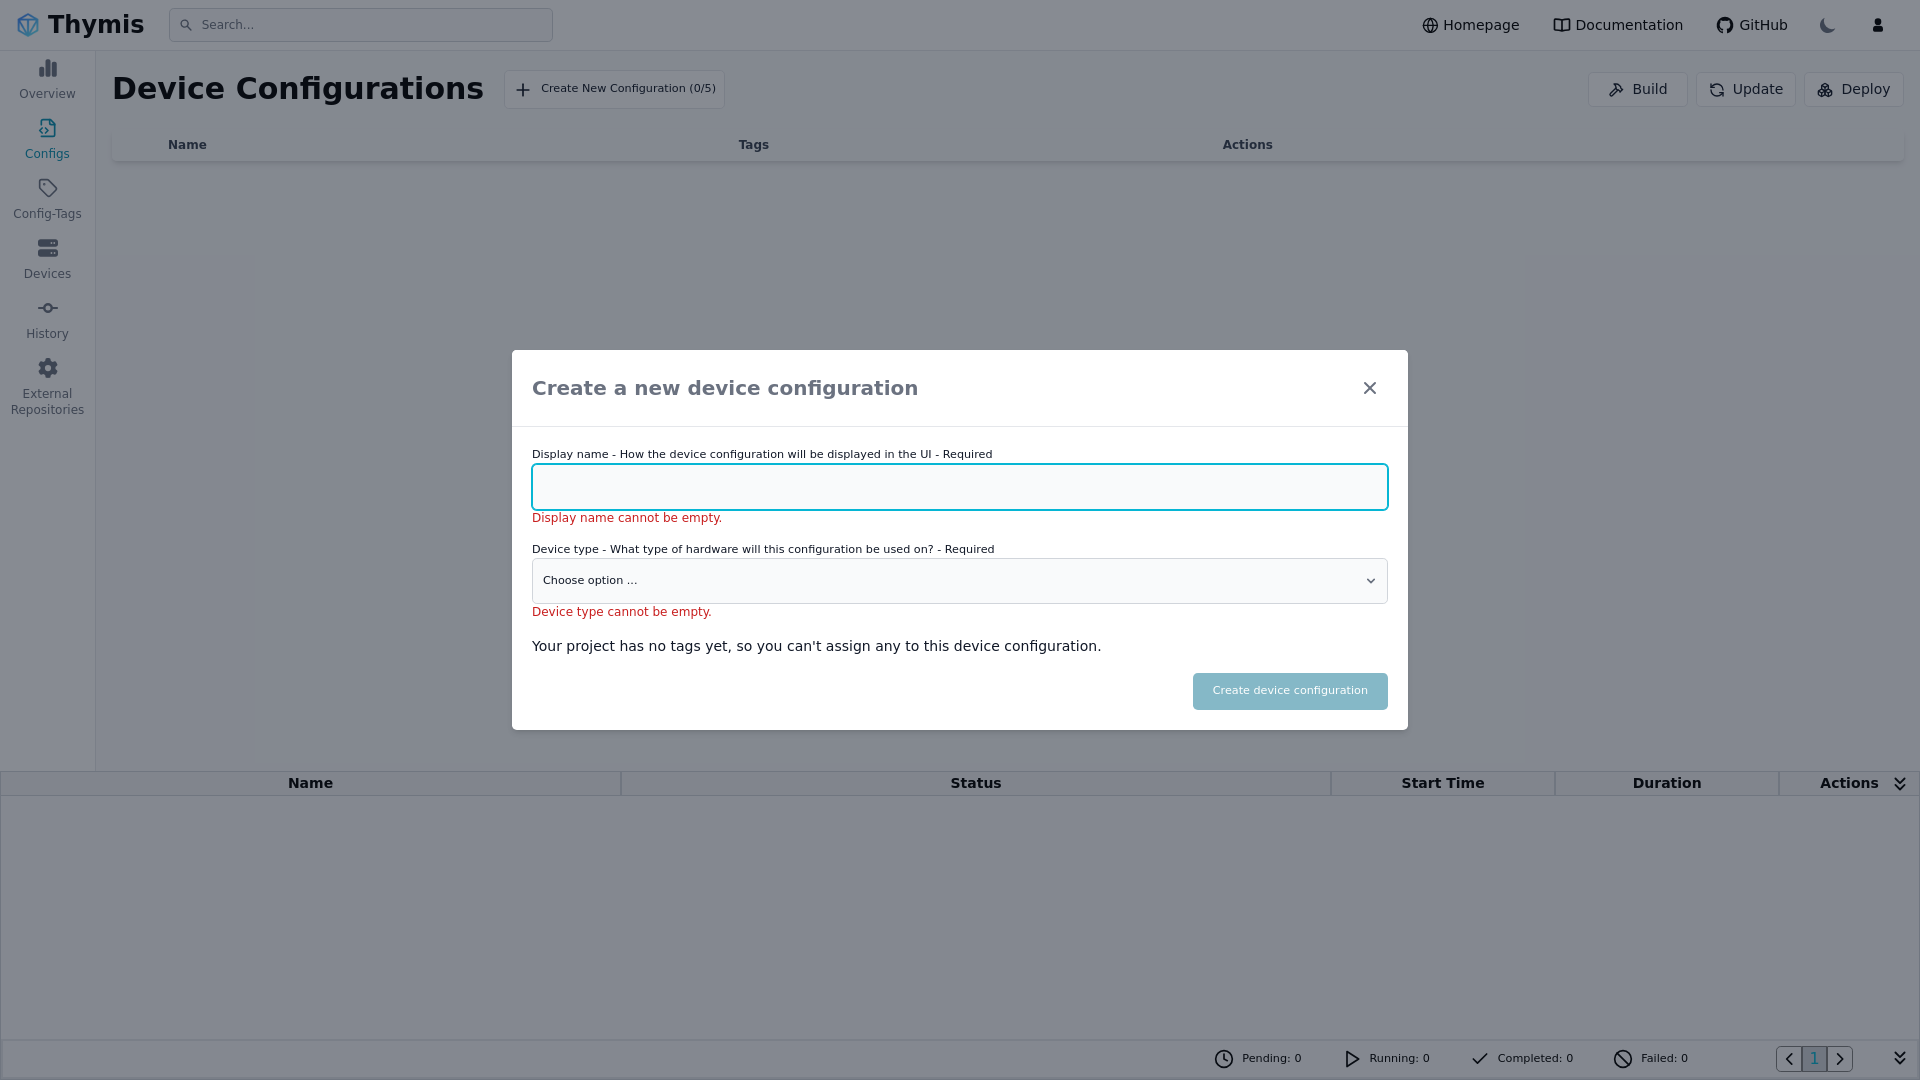 Thymis
Search...
Homepage
Documentation
GitHub
Overview
Configs
Config-Tags
Devices
History
External
Repositories
Device Configurations
Create New Configuration (0/5)
Build
Update
Deploy
Name Tags Actions
Create a new device configuration
Display name - How the device configuration will be displayed in the UI - Required
Display name cannot be empty.
Device type - What type of hardware will this configuration be used on? - Required
Choose option ...
Device type cannot be empty.
Your project has no tags yet, so you can't assign any to this device configuration.
Create device configuration
Name Status Start Time Duration Actions
Pending: 0 Running: 0 Completed: 0 Failed: 0 1